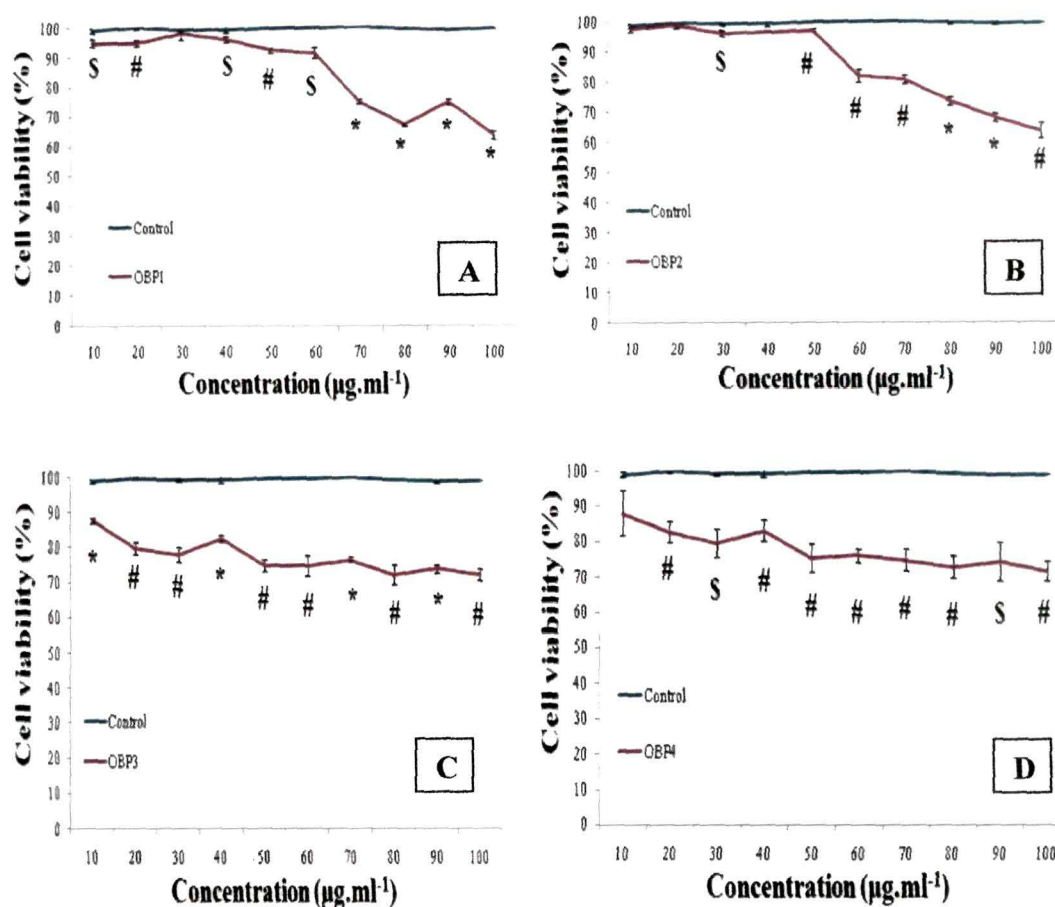 Cell viability (%)
100
90
80
70
60
50
40
30
20
10
0
$ # $ # $ * * * *
Control
OBP1
A
10 20 30 40 50 60 70 80 90 100
Concentration (µg.ml-1)
Cell viability (%)
100
90
80
70
60
50
40
30
20
10
0
$ # # # * * #
Control
OBP2
B
10 20 30 40 50 60 70 80 90 100
Concentration (µg.ml-1)
Cell viability (%)
100
90
80
70
60
50
40
30
20
10
0
* # # * # # * # * #
Control
OBP3
C
10 20 30 40 50 60 70 80 90 100
Concentration (µg.ml-1)
Cell viability (%)
100
90
80
70
60
50
40
30
20
10
0
# $ # # # # # $ #
Control
OBP4
D
10 20 30 40 50 60 70 80 90 100
Concentration (µg.ml-1)